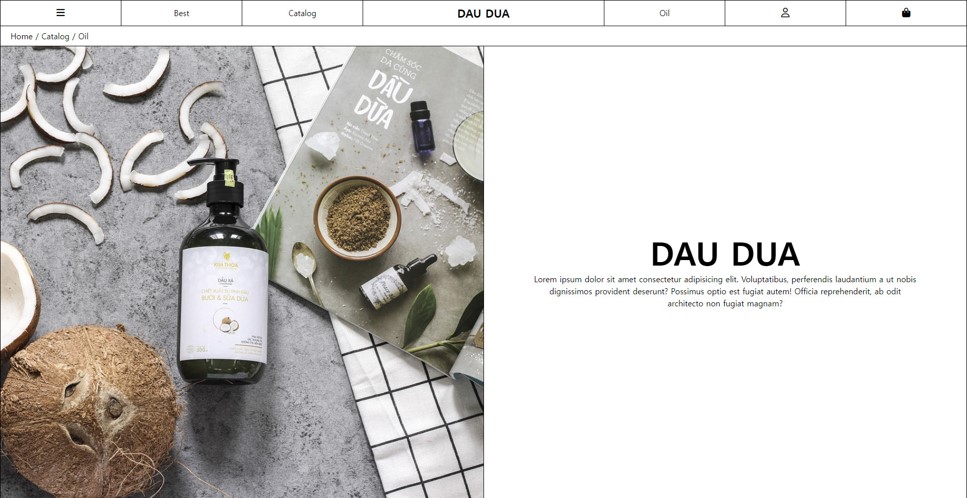 Best
Catalog
DAU DUA
Oil
Home / Catalog / Oil
CHĂM SÓC
DA CÙNG
DẦU
DỪA
KIM THOA
DẦU XẢ
BƯỞI & SỮA DỪA
DAU DUA
Lorem ipsum dolor sit amet consectetur adipisicing elit. Voluptatibus, perferendis laudantium a ut nobis
dignissimos provident deserunt? Possimus optio est fugiat autem! Officia reprehenderit, ab odit
architecto non fugiat magnam?